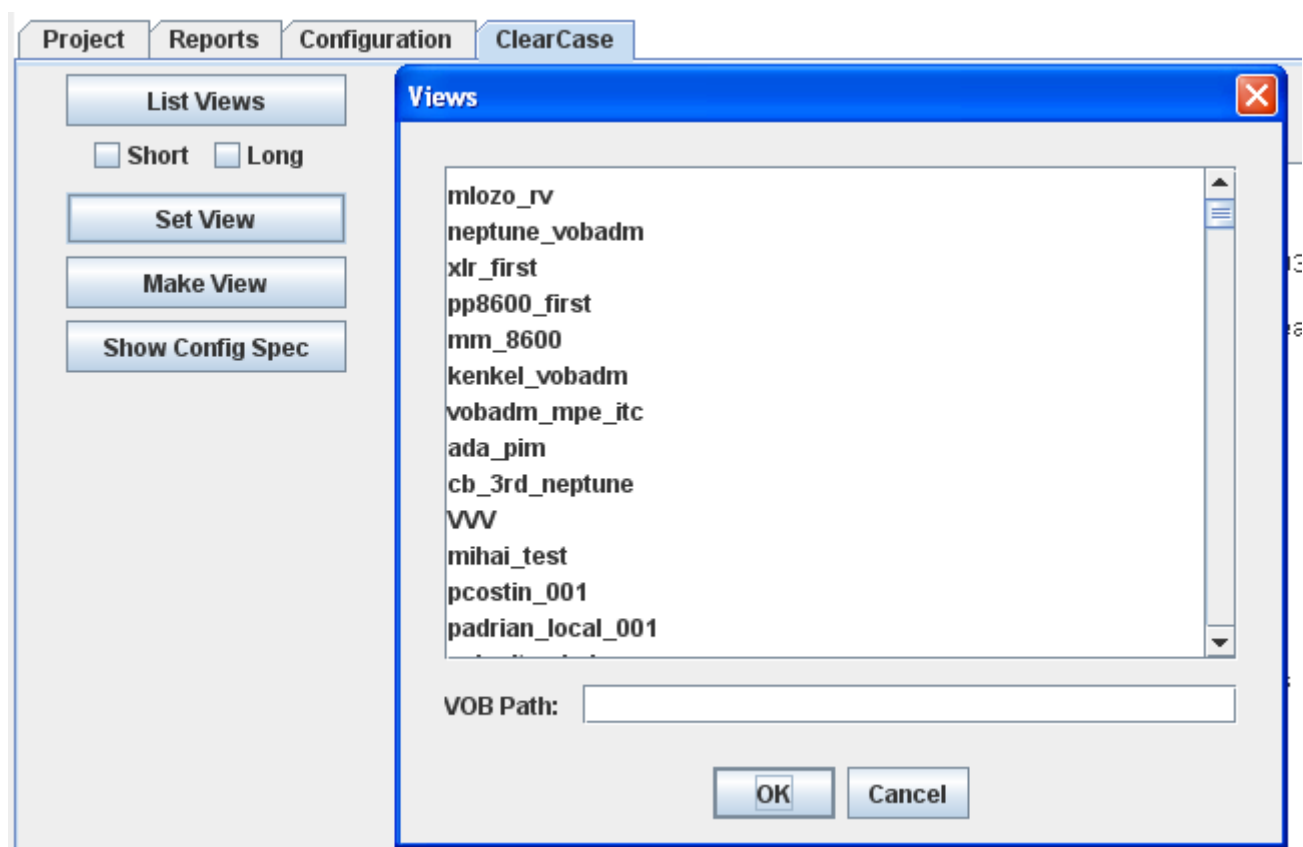 Project Reports Configuration ClearCase
List Views
Short Long
Set View
Make View
Show Config Spec
Views
mlozo_rv
neptune_vobadm
xlr_first
pp8600_first
mm_8600
kenkel_vobadm
vobadm_mpe_itc
ada_pim
cb_3rd_neptune
VVV
mihai_test
pcostin_001
padrian_local_001
VOB Path:
OK Cancel